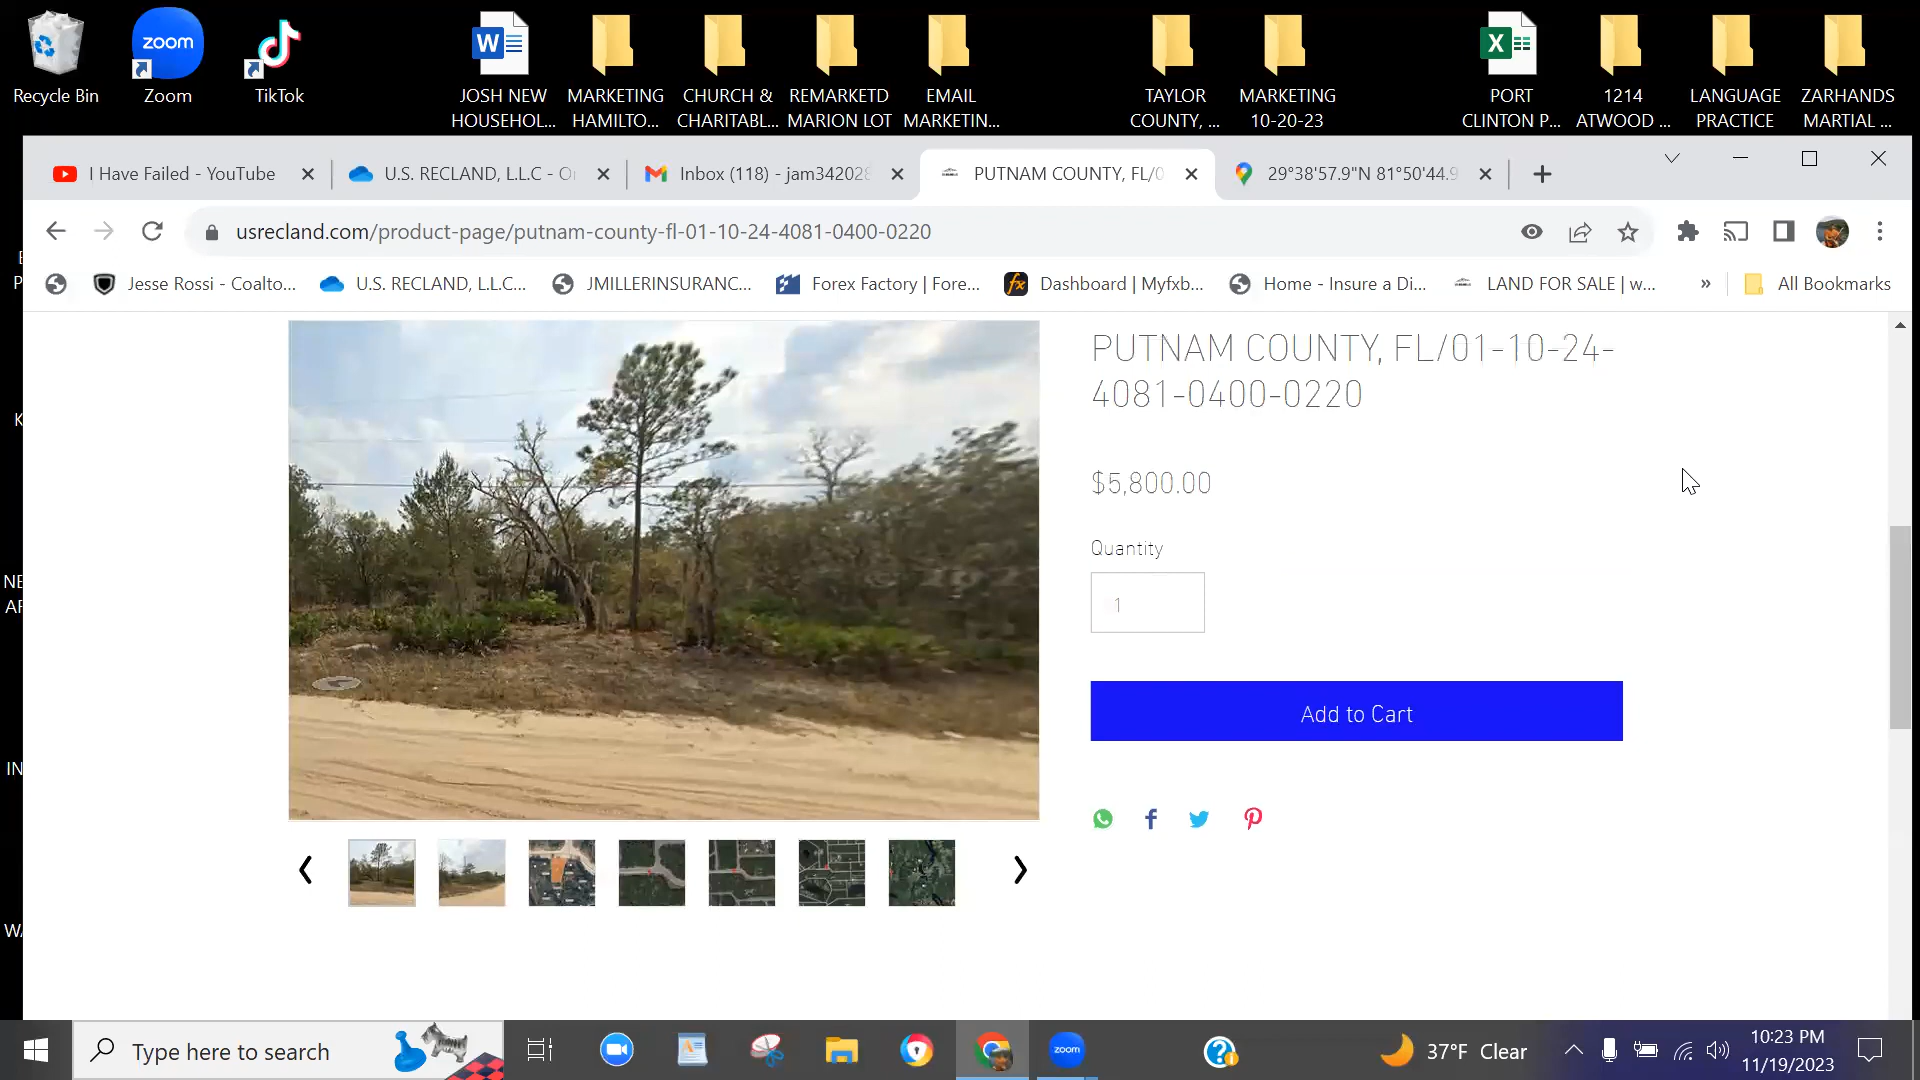 Recycle Bin
Zoom
TikTok
JOSH NEW HOUSEHOL...
MARKETING HAMILTO...
CHURCH & CHARITABL...
REMARKETD MARION LOT
EMAIL MARKETIN...
TAYLOR COUNTY, ...
MARKETING 10-20-23
PORT CLINTON P...
1214 ATWOOD ...
LANGUAGE PRACTICE
ZARHANDS MARTIAL ...
zoom
I Have Failed - YouTube
U.S. RECLAND, L.L.C - O
Inbox (118) - jam342028
PUTNAM COUNTY, FL/0
29°38'57.9"N 81°50'44.9
usrecland.com/product-page/putnam-county-fl-01-10-24-4081-0400-0220
Jesse Rossi - Coalto...
U.S. RECLAND, L.L.C...
JMILLERINSURANC...
Forex Factory | Fore...
Dashboard | Myfxb...
Home - Insure a Di...
LAND FOR SALE | w...
»
All Bookmarks
PUTNAM COUNTY, FL/01-10-24-
4081-0400-0220
$5,800.00
Quantity
1
Add to Cart
Type here to search
zoom
37°F Clear
10:23 PM
11/19/2023